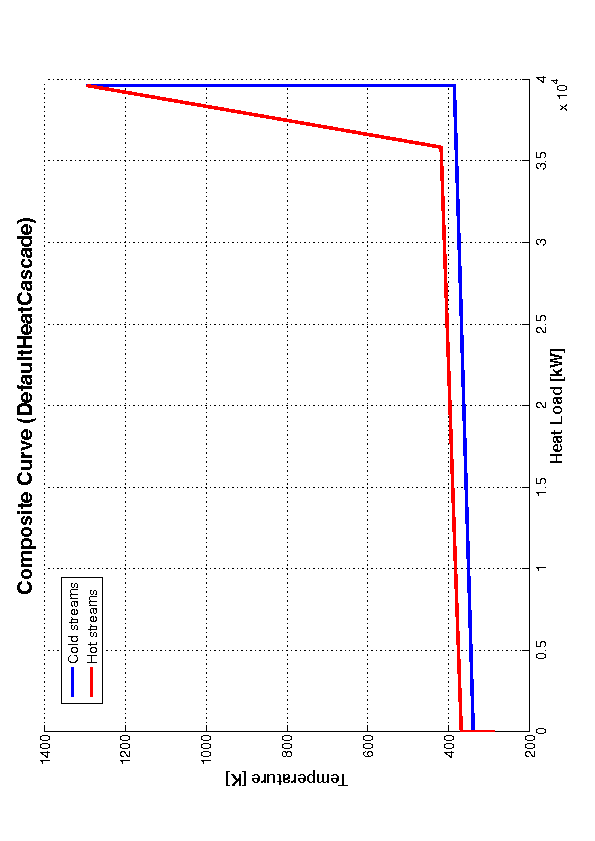 Composite Curve (DefaultHeatCascade)
Cold streams
Hot streams
Temperature [K]
1400
1200
1000
800
600
400
200
0
0.5
1
1.5
2
2.5
3
3.5
4
x 10^4
Heat Load [kW]